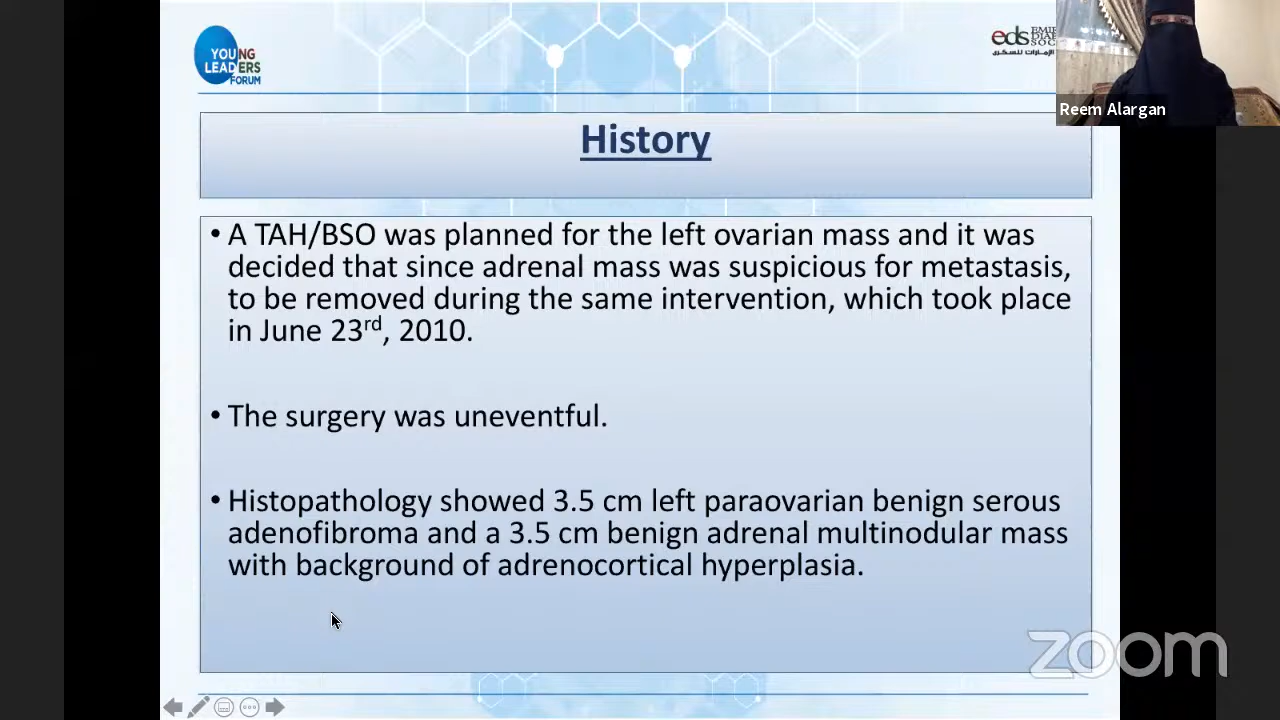 YOUNG
LEADERS
FORUM
eds
Reem Alargan
History
• A TAH/BSO was planned for the left ovarian mass and it was
decided that since adrenal mass was suspicious for metastasis,
to be removed during the same intervention, which took place
in June 23rd, 2010.
• The surgery was uneventful.
• Histopathology showed 3.5 cm left paraovarian benign serous
adenofibroma and a 3.5 cm benign adrenal multinodular mass
with background of adrenocortical hyperplasia.
zoom